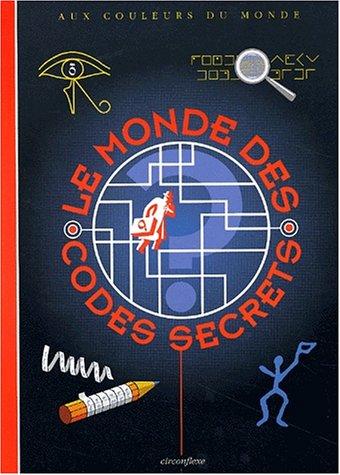 AUX COULEURS DU MONDE
LE MONDE DES
CODES SECRETS
circonflexe